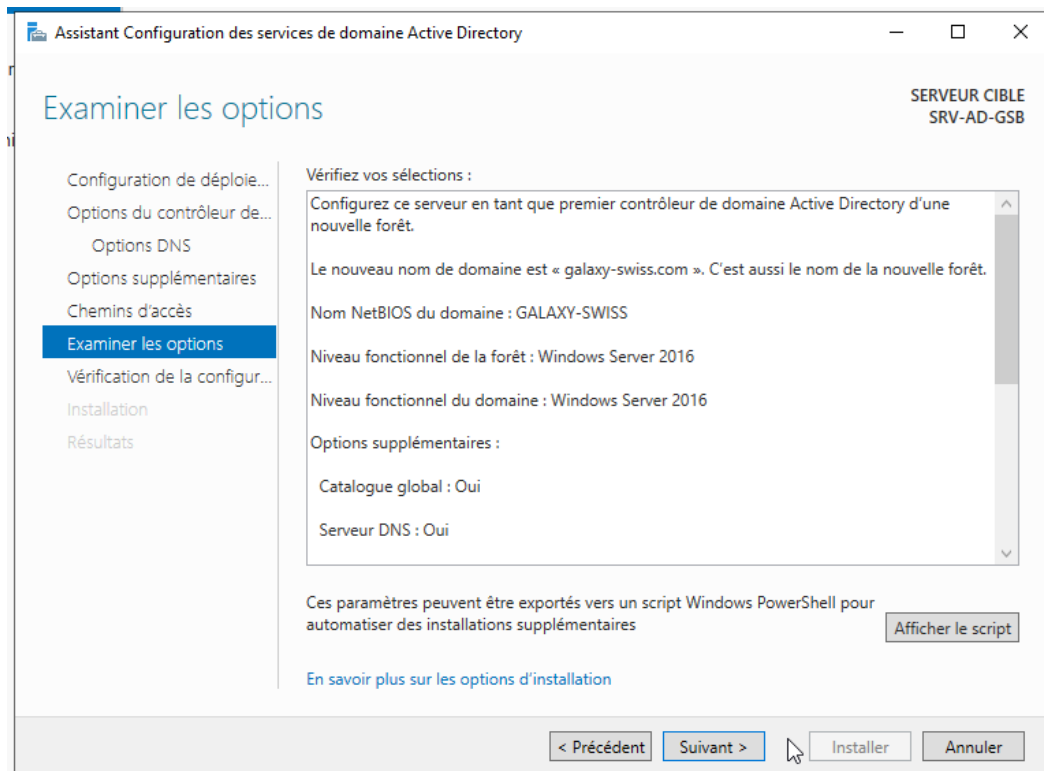 Assistant Configuration des services de domaine Active Directory
Examiner les options
SERVEUR CIBLE
SRV-AD-GSB
Configuration de déploie...
Options du contrôleur de...
Options DNS
Options supplémentaires
Chemins d'accès
Examiner les options
Vérification de la configur...
Installation
Résultats
Vérifiez vos sélections :
Configurez ce serveur en tant que premier contrôleur de domaine Active Directory d'une
nouvelle forêt.
Le nouveau nom de domaine est « galaxy-swiss.com ». C'est aussi le nom de la nouvelle forêt.
Nom NetBIOS du domaine : GALAXY-SWISS
Niveau fonctionnel de la forêt : Windows Server 2016
Niveau fonctionnel du domaine : Windows Server 2016
Options supplémentaires :
Catalogue global : Oui
Serveur DNS : Oui
Ces paramètres peuvent être exportés vers un script Windows PowerShell pour
automatiser des installations supplémentaires
Afficher le script
En savoir plus sur les options d'installation
< Précédent
Suivant >
Installer
Annuler